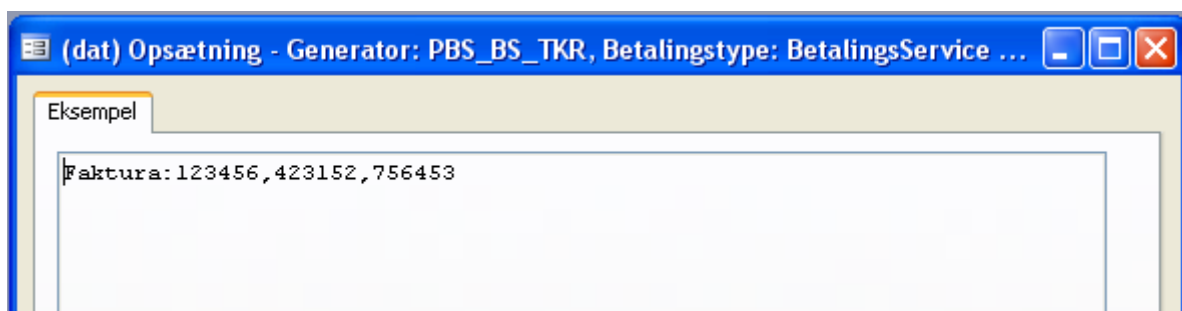 (dat) Opsætning - Generator: PBS_BS_TKR, Betalingstype: BetalingsService ...
Eksempel
Faktura:123456,423152,756453